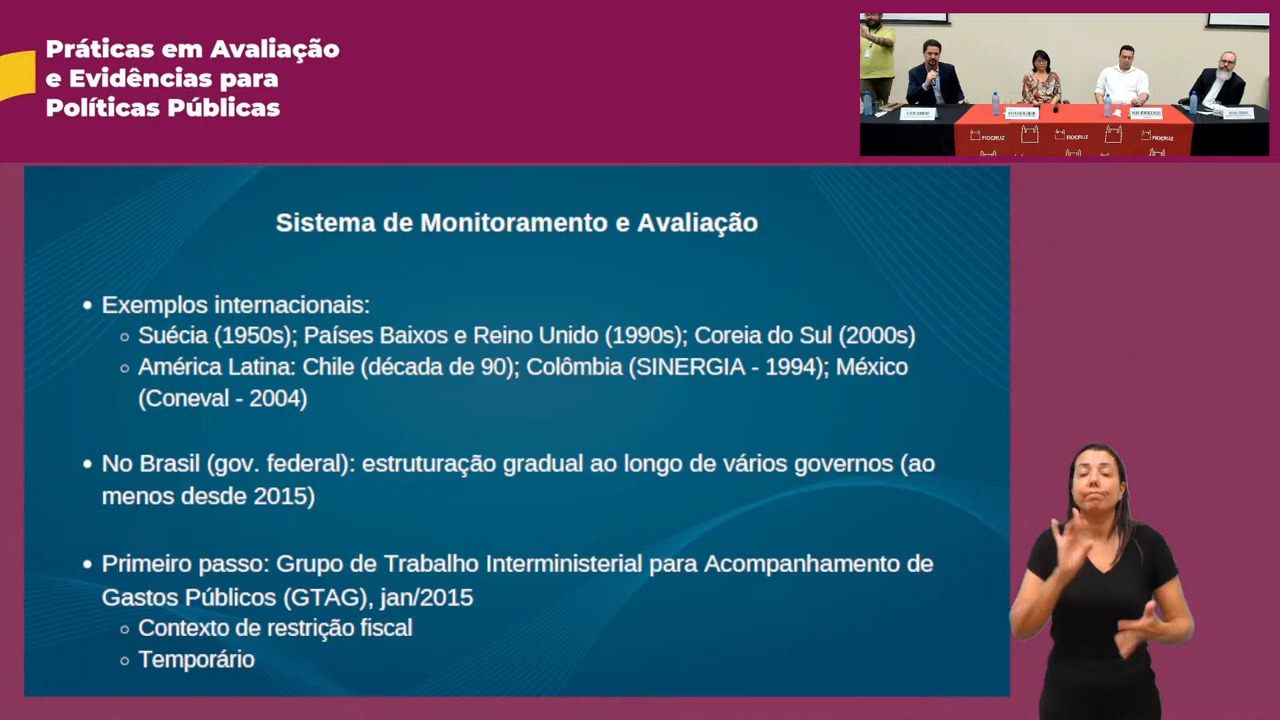 Práticas em Avaliação
e Evidências para
Políticas Públicas
FIOCRUZ
FIOCRUZ
FIOCRUZ
Sistema de Monitoramento e Avaliação
• Exemplos internacionais:
○ Suécia (1950s); Países Baixos e Reino Unido (1990s); Coreia do Sul (2000s)
○ América Latina: Chile (década de 90); Colômbia (SINERGIA - 1994); México
(Coneval - 2004)
• No Brasil (gov. federal): estruturação gradual ao longo de vários governos (ao
menos desde 2015)
• Primeiro passo: Grupo de Trabalho Interministerial para Acompanhamento de
Gastos Públicos (GTAG), jan/2015
○ Contexto de restrição fiscal
○ Temporário